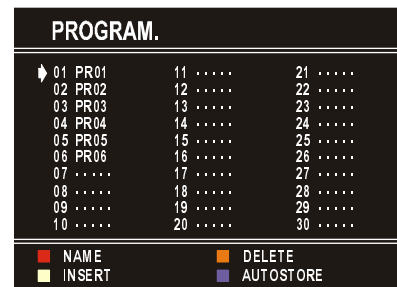 PROGRAM.
01 PR01 11 ..... 21 .....
02 PR02 12 ..... 22 .....
03 PR03 13 ..... 23 .....
04 PR04 14 ..... 24 .....
05 PR05 15 ..... 25 .....
06 PR06 16 ..... 26 .....
07 ..... 17 ..... 27 .....
08 ..... 18 ..... 28 .....
09 ..... 19 ..... 29 .....
10 ..... 20 ..... 30 .....
NAME DELETE
INSERT AUTOSTORE